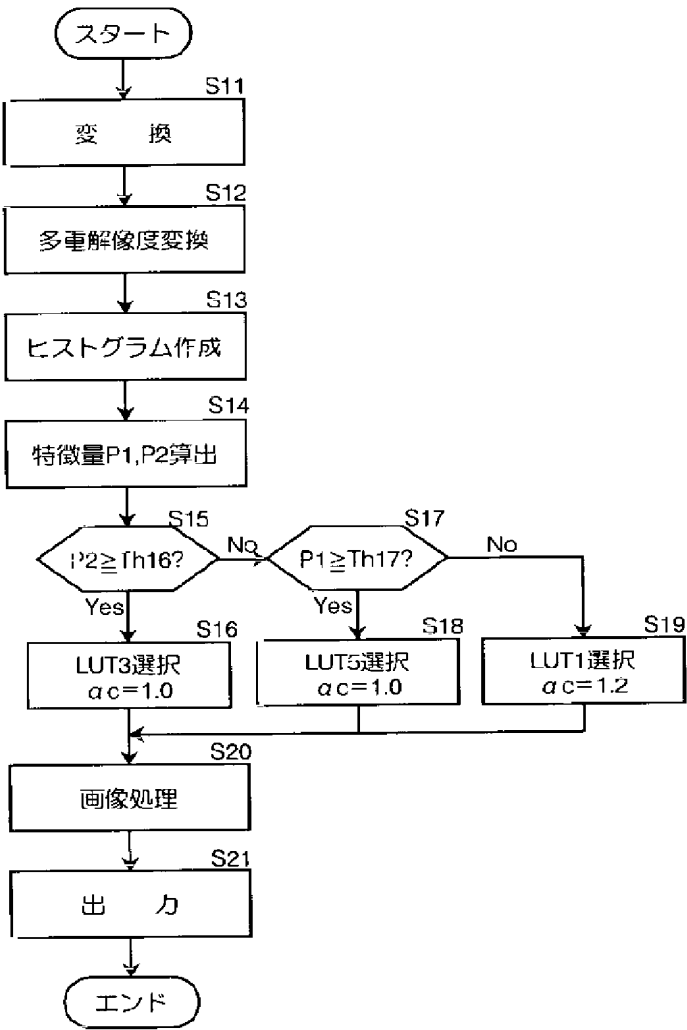 スタート
S11
変 換
S12
多重解像度変換
S13
ヒストグラム作成
S14
特徴量P1,P2算出
S15
P2≧Th16?
No
S17
P1≧Th17?
No
Yes
Yes
S16
LUT3選択
αc=1.0
S18
LUT5選択
αc=1.0
S19
LUT1選択
αc=1.2
S20
画像処理
S21
出 力
エンド